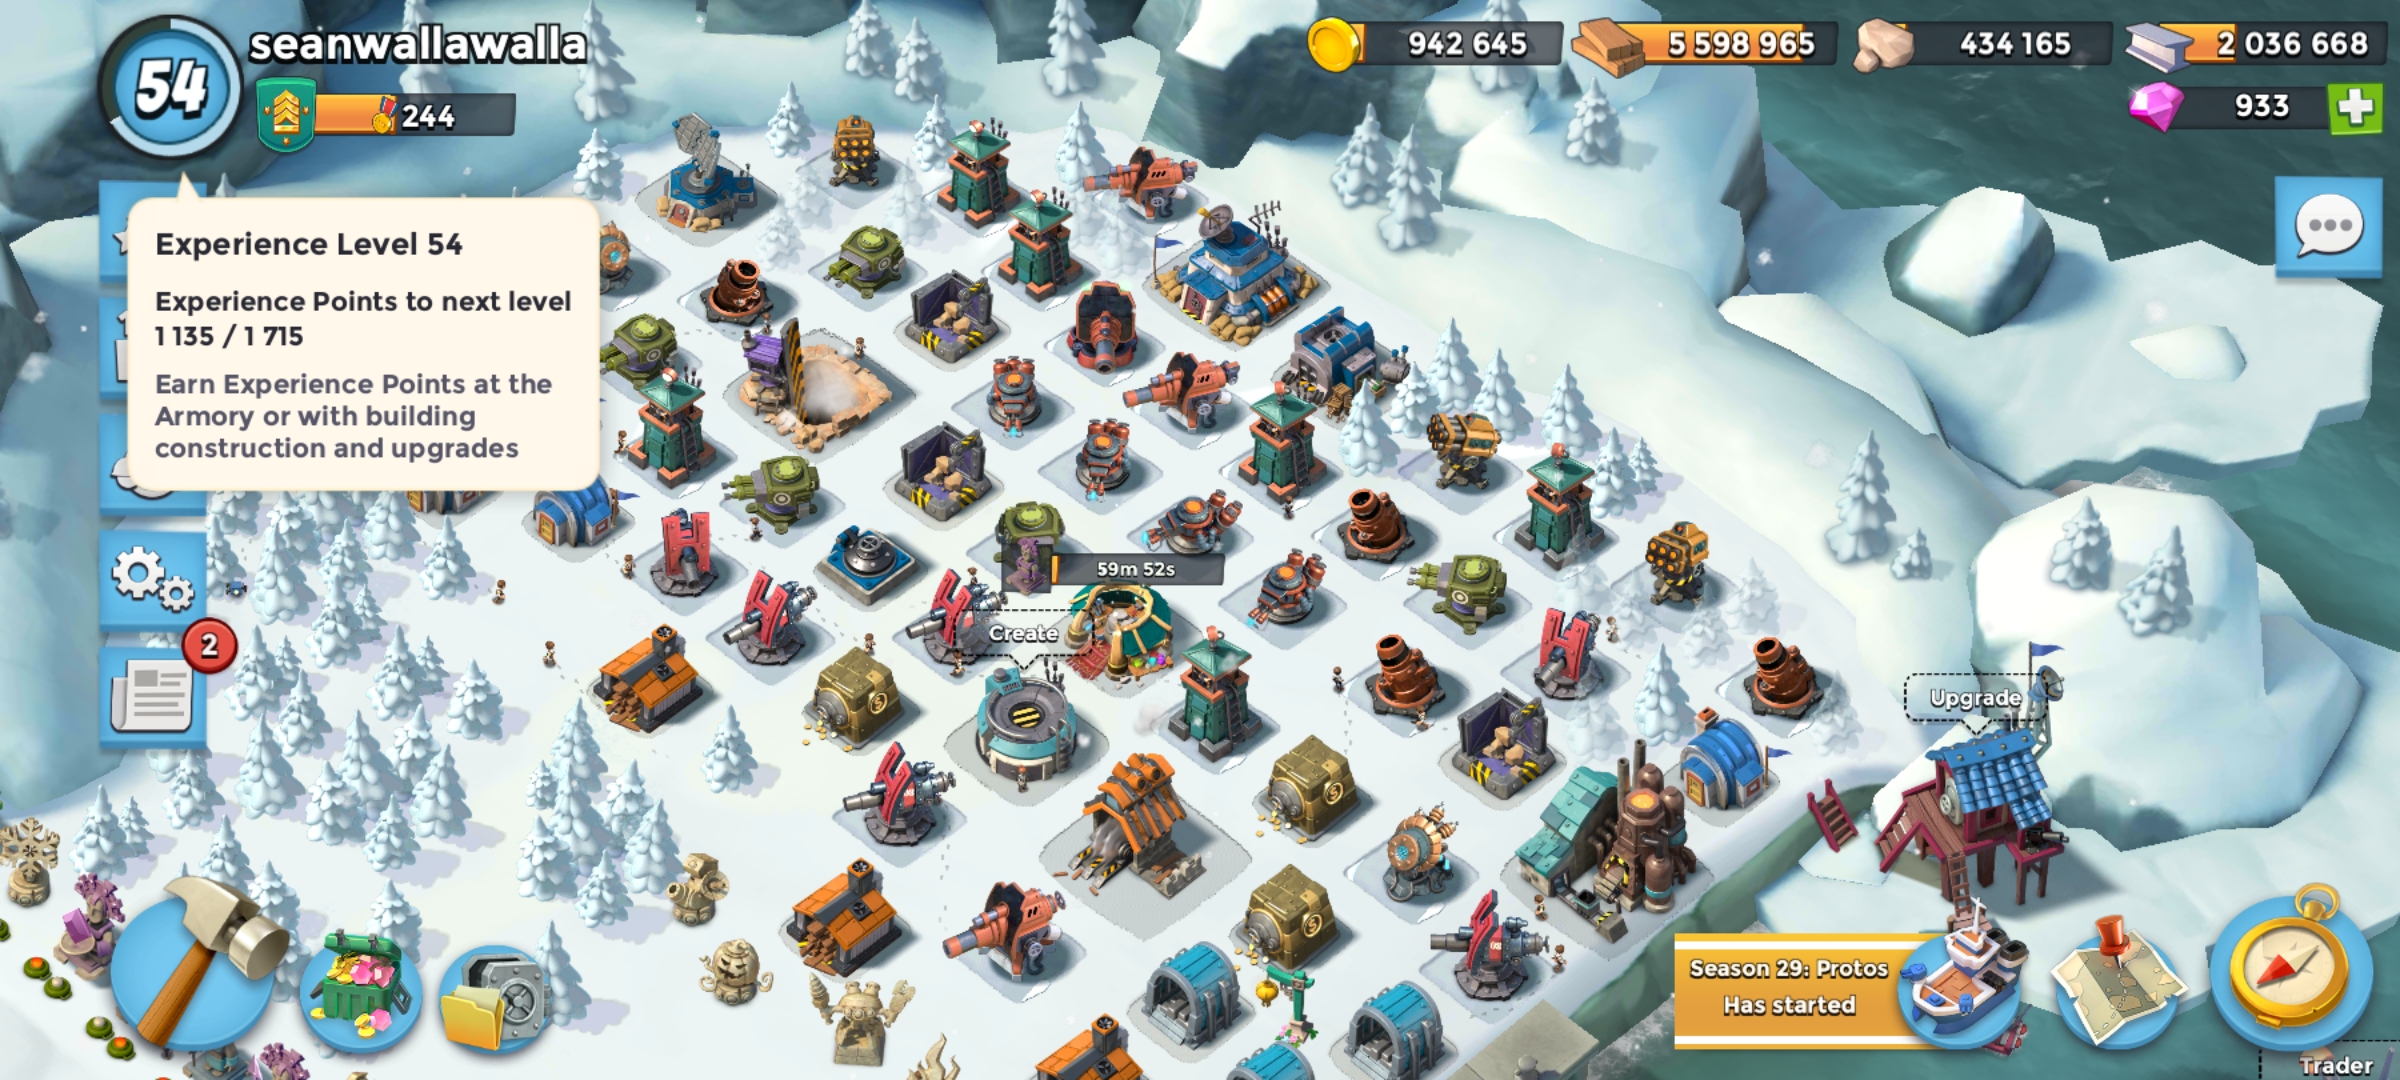 54
seanwallawalla
244
942 645
5 598 965
434 165
2 036 668
933
Experience Level 54
Experience Points to next level
1 135 / 1 715
Earn Experience Points at the
Armory or with building
construction and upgrades
59m 52s
Create
2
Upgrade
Season 29: Protos
Has started
Trader